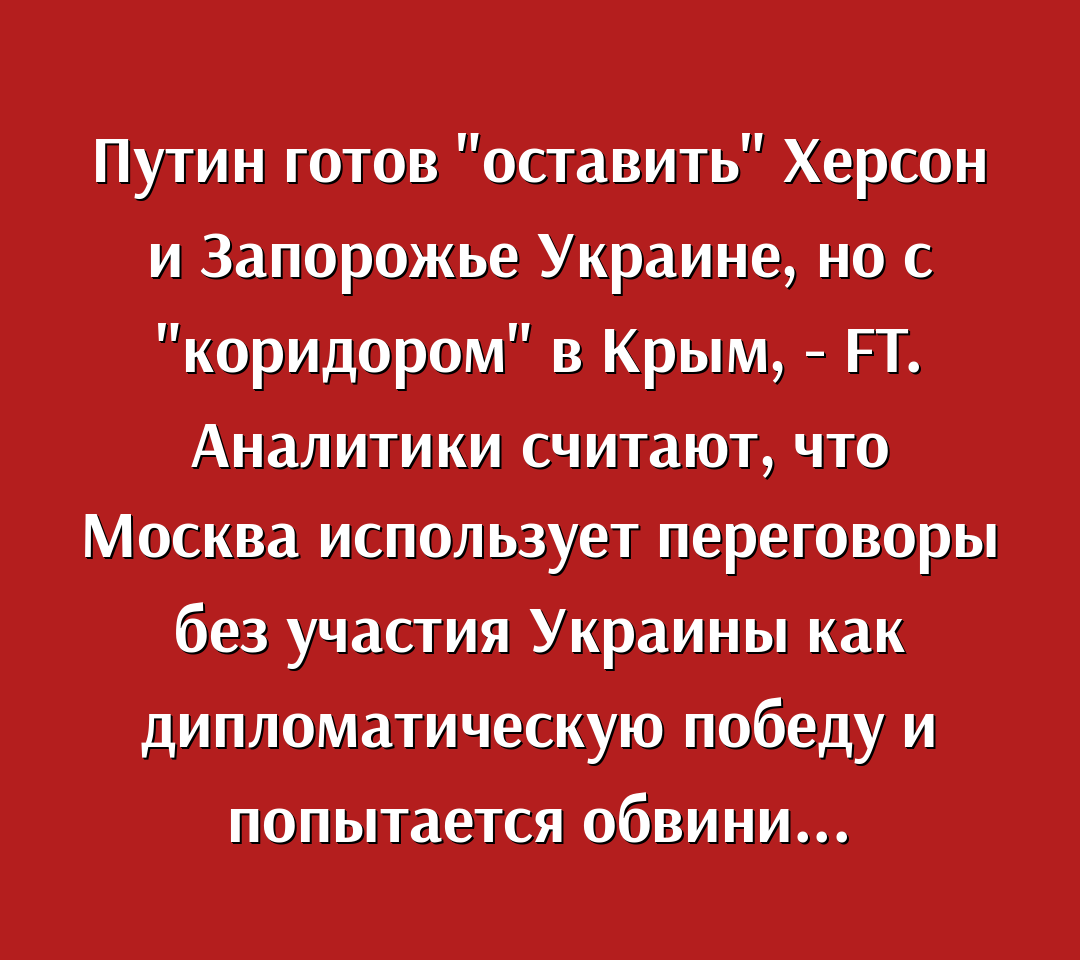 Путин готов "оставить" Херсон
и Запорожье Украине, но с
"коридором" в Крым, - FT.
Аналитики считают, что
Москва использует переговоры
без участия Украины как
дипломатическую победу и
попытается обвини...